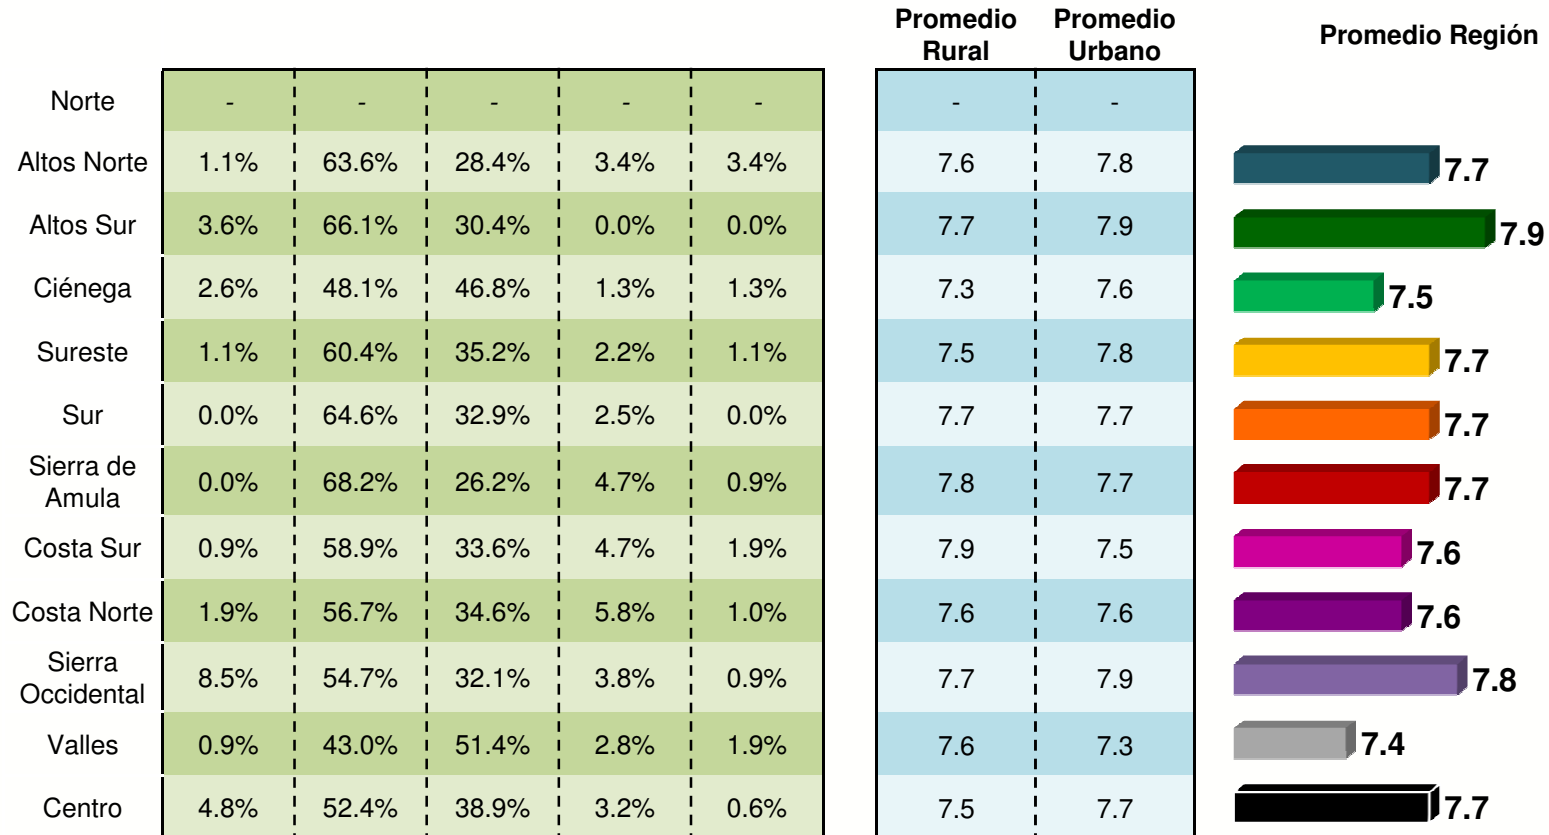 Promedio Rural Promedio Urbano Promedio Región
Norte - - - - - - -
Altos Norte 1.1% 63.6% 28.4% 3.4% 3.4% 7.6 7.8 7.7
Altos Sur 3.6% 66.1% 30.4% 0.0% 0.0% 7.7 7.9 7.9
Ciénega 2.6% 48.1% 46.8% 1.3% 1.3% 7.3 7.6 7.5
Sureste 1.1% 60.4% 35.2% 2.2% 1.1% 7.5 7.8 7.7
Sur 0.0% 64.6% 32.9% 2.5% 0.0% 7.7 7.7 7.7
Sierra de Amula 0.0% 68.2% 26.2% 4.7% 0.9% 7.8 7.7 7.7
Costa Sur 0.9% 58.9% 33.6% 4.7% 1.9% 7.9 7.5 7.6
Costa Norte 1.9% 56.7% 34.6% 5.8% 1.0% 7.6 7.6 7.6
Sierra Occidental 8.5% 54.7% 32.1% 3.8% 0.9% 7.7 7.9 7.8
Valles 0.9% 43.0% 51.4% 2.8% 1.9% 7.6 7.3 7.4
Centro 4.8% 52.4% 38.9% 3.2% 0.6% 7.5 7.7 7.7